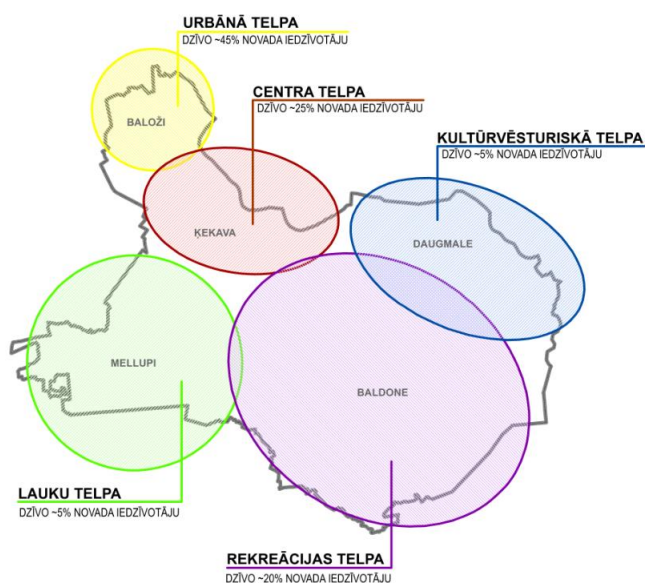 URBĀNĀ TELPA
DZĪVO ~45% NOVADA IEDZĪVOTĀJU
CENTRA TELPA
DZĪVO ~25% NOVADA IEDZĪVOTĀJU
KULTŪRVĒSTURISKĀ TELPA
DZĪVO ~5% NOVADA IEDZĪVOTĀJU
BALOŽI
ĶEKAVA
DAUGMALE
MELLUPI
BALDONE
LAUKU TELPA
DZĪVO ~5% NOVADA IEDZĪVOTĀJU
REKREĀCIJAS TELPA
DZĪVO ~20% NOVADA IEDZĪVOTĀJU